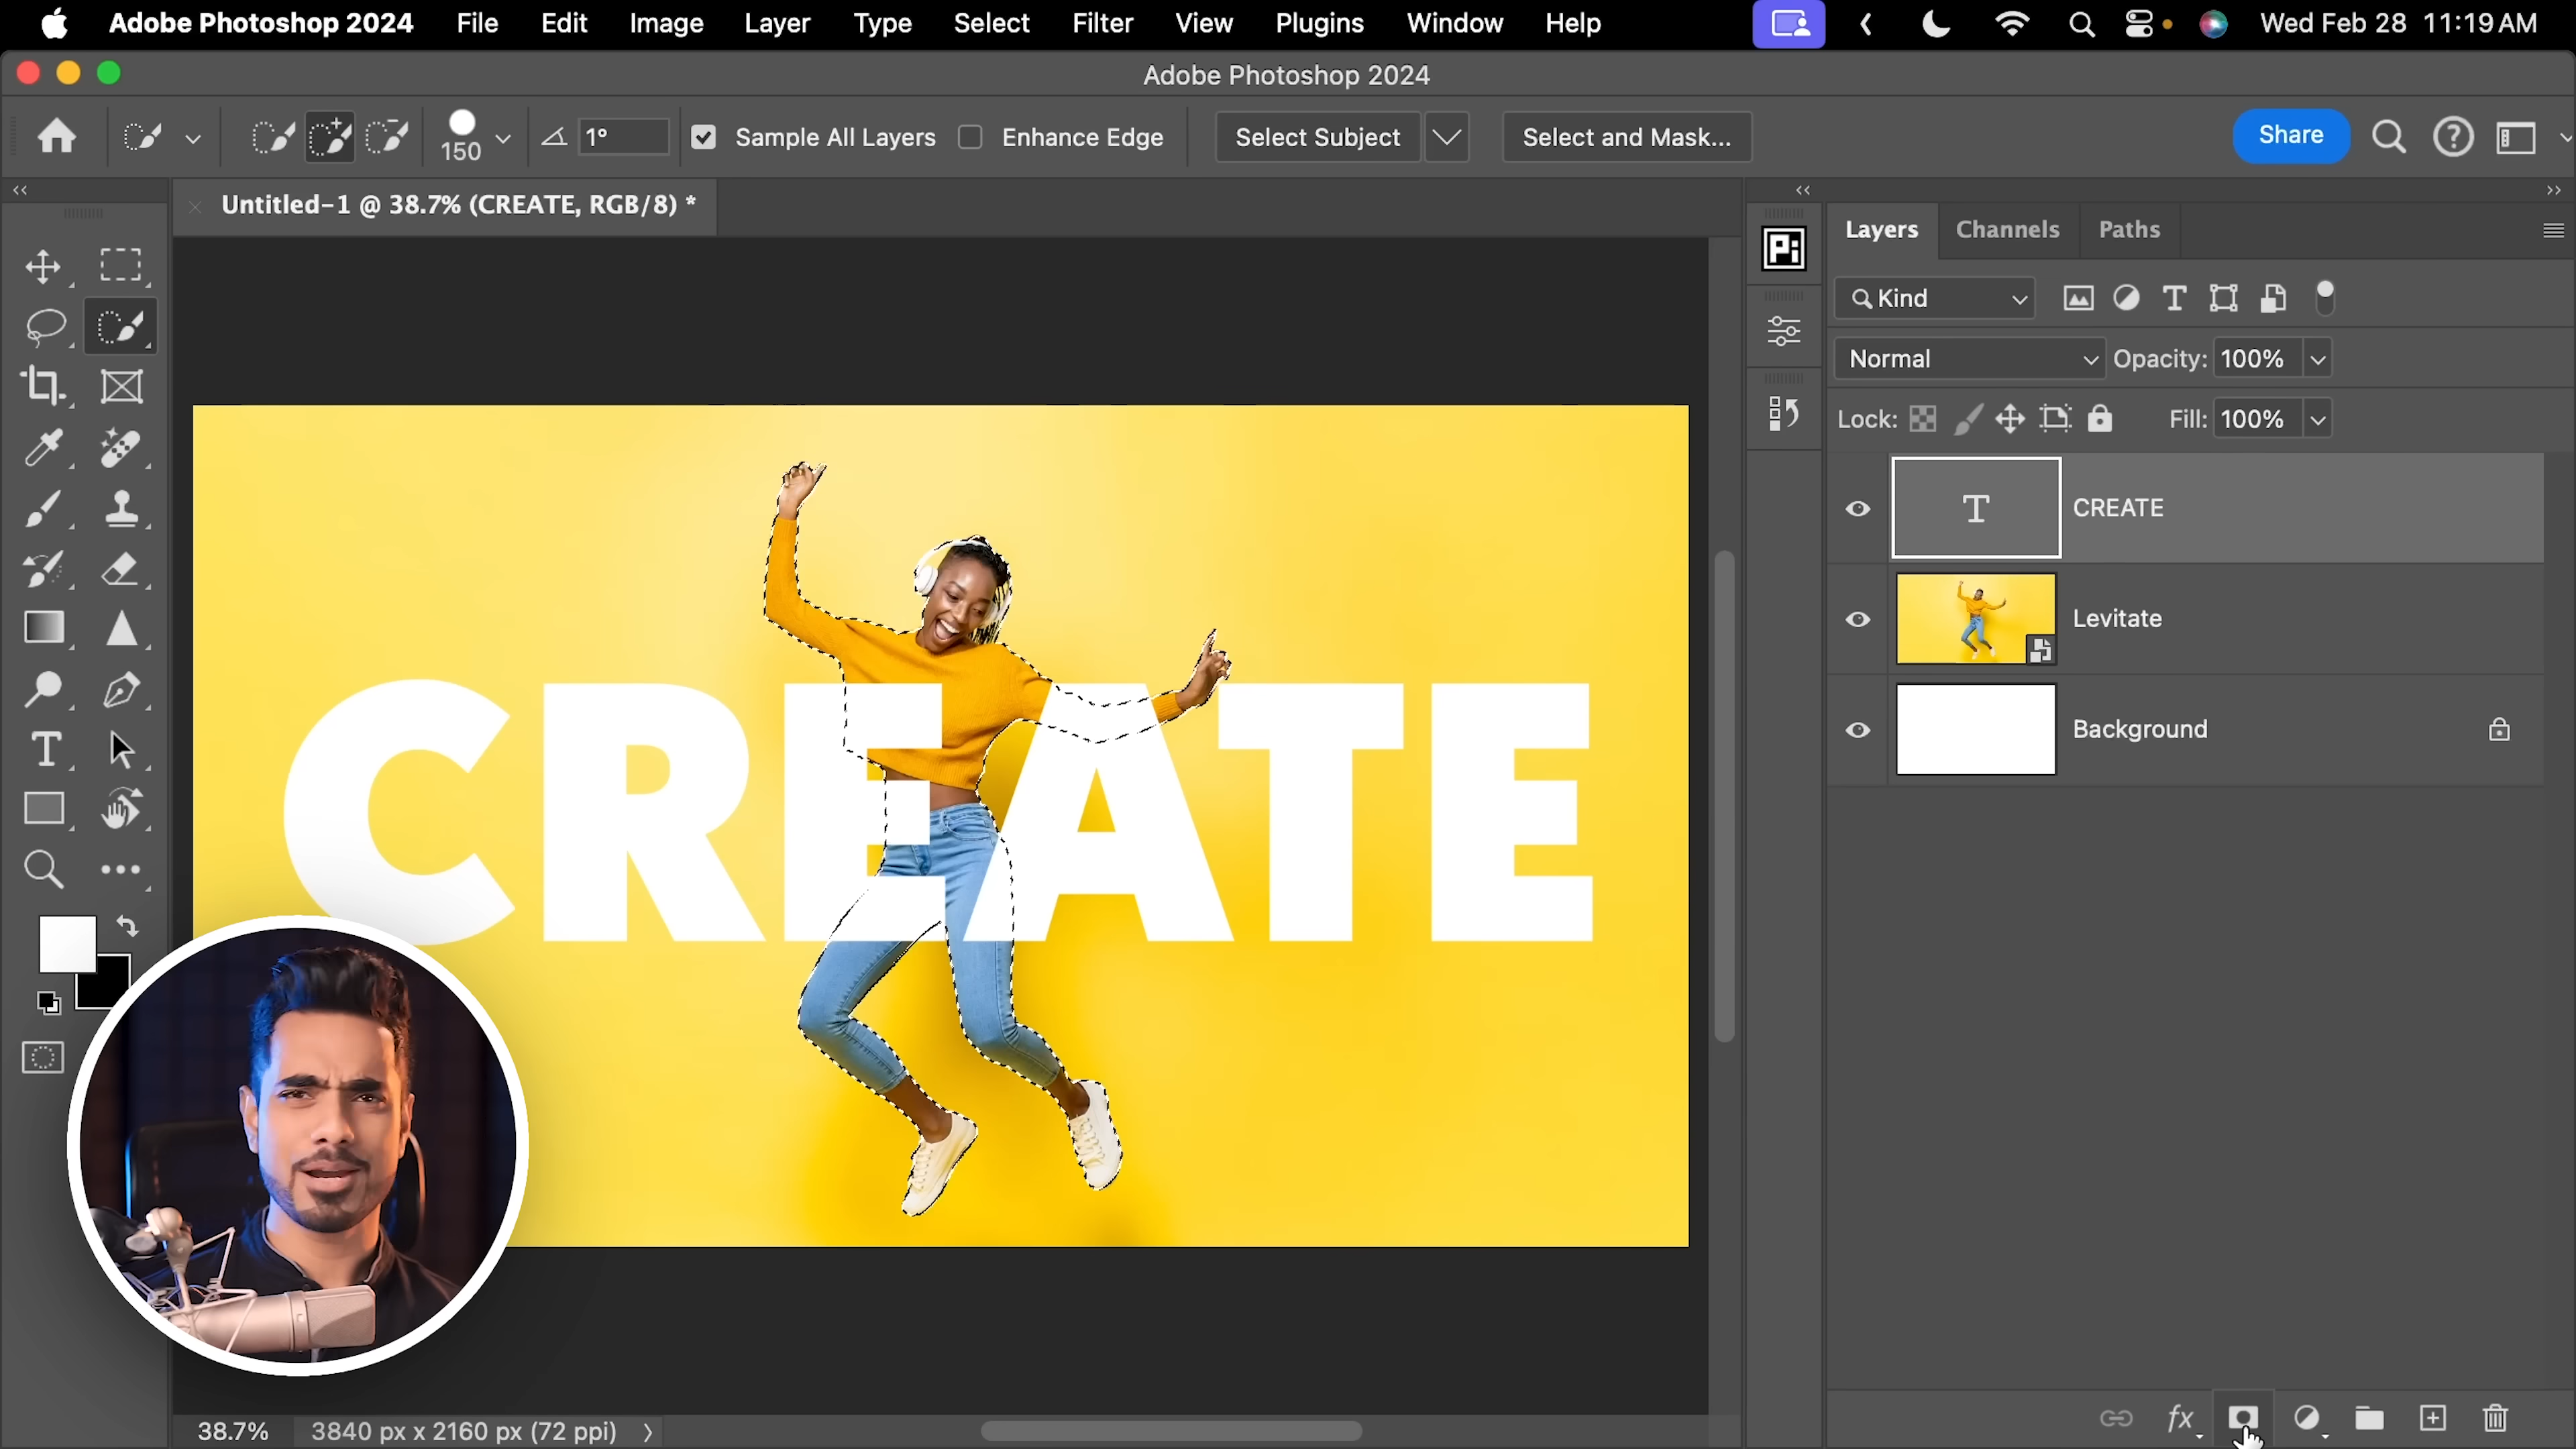 Adobe Photoshop 2024 File Edit Image Layer Type Select Filter View Plugins Window Help Wed Feb 28 11:19 AM
Adobe Photoshop 2024
150 1° Sample All Layers Enhance Edge Select Subject Select and Mask... Share
Untitled-1 @ 38.7% (CREATE, RGB/8) *
Pi
Layers Channels Paths
Kind
Normal Opacity: 100%
Lock: Fill: 100%
T CREATE
Levitate
Background
CREATE
38.7% 3840 px x 2160 px (72 ppi)
fx